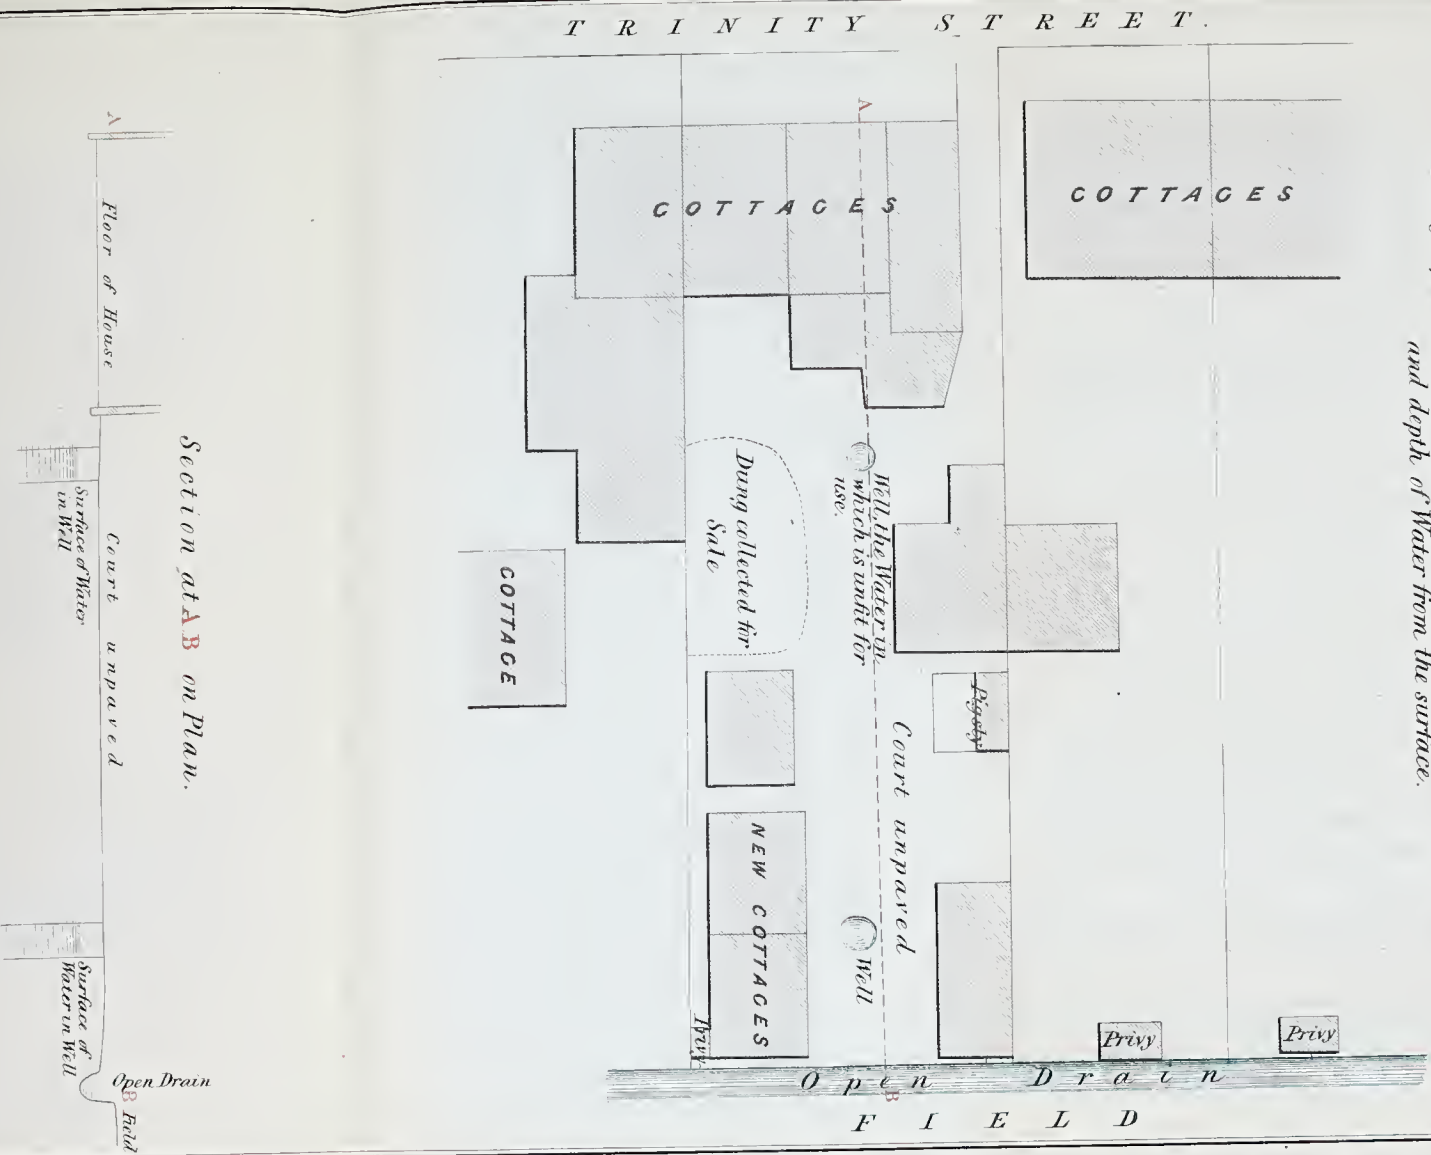 TRINITY STREET.
A
COTTAGES
COTTAGES
and depth of Water from the surface.
Dung collected for
Sale
Well, the Water in
which is unfit for
use.
COTTAGE
Pigsty
Court unpaved
NEW COTTAGES
Well
Privy
Privy
Privy
Open Drain
B
FIELD
Section at AB on Plan.
A
Floor of House
Surface of Water
in Well
Court unpaved
Surface of
Water in Well
Open Drain
B
Field